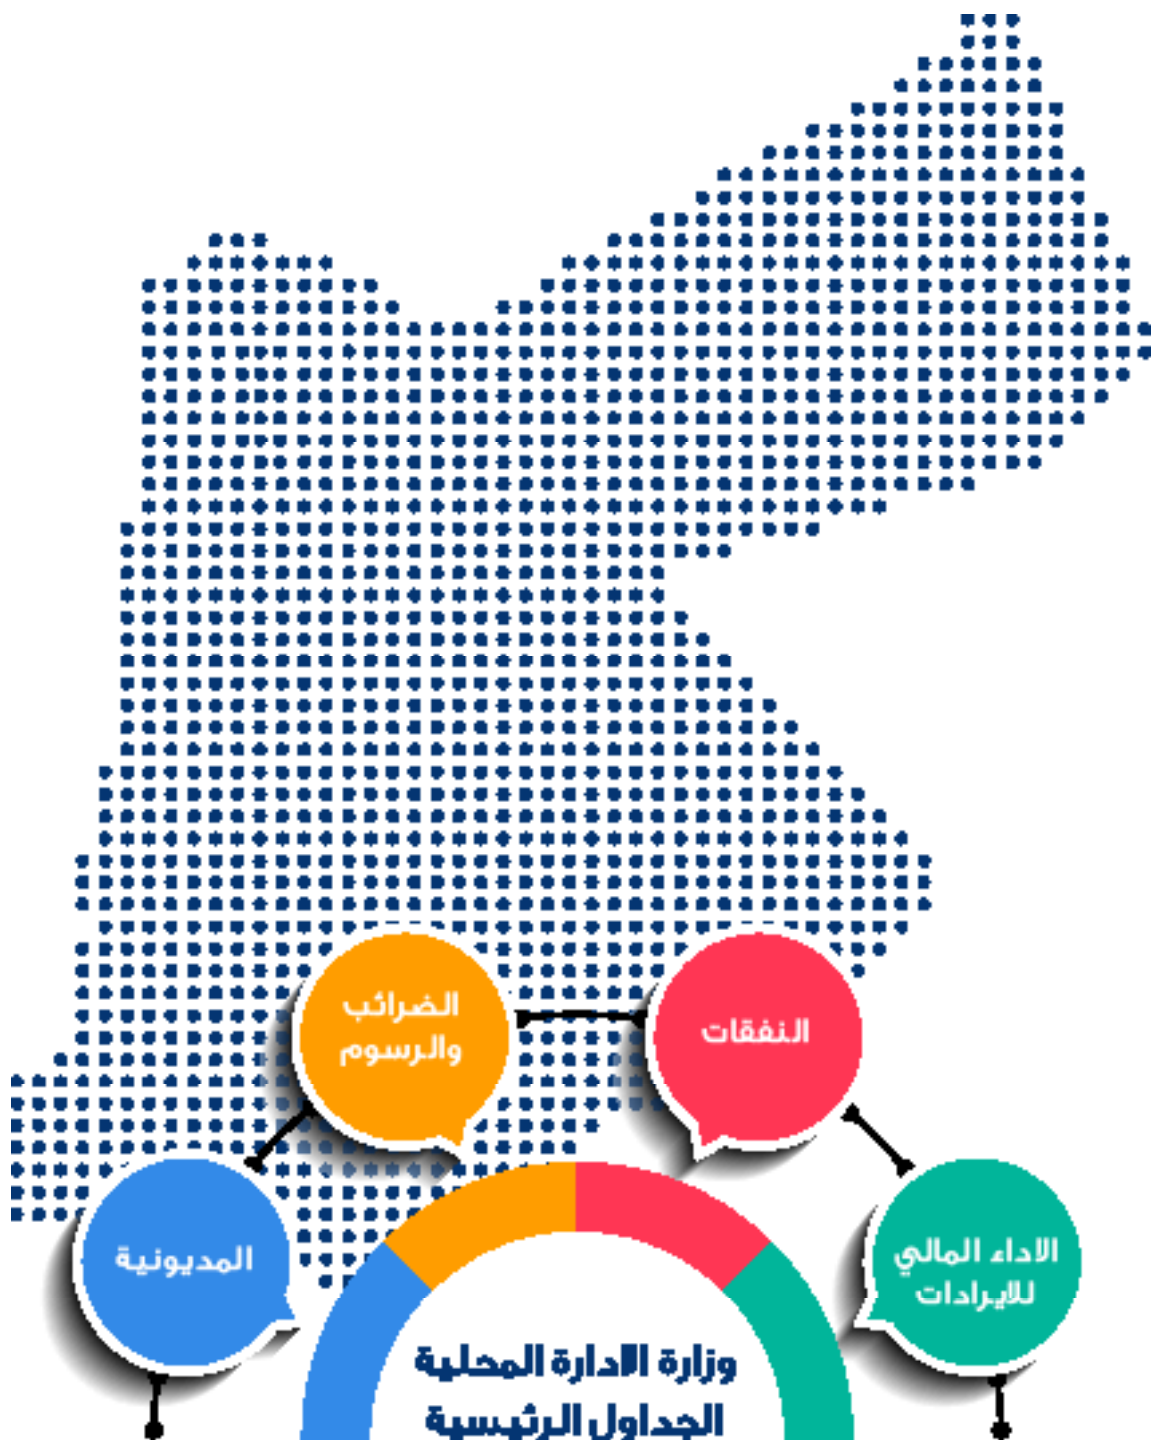 الضرائب
والرسوم
النفقات
المديونية
الاداء المالي
للايرادات
وزارة الادارة المحلية
الجداول الرئيسية